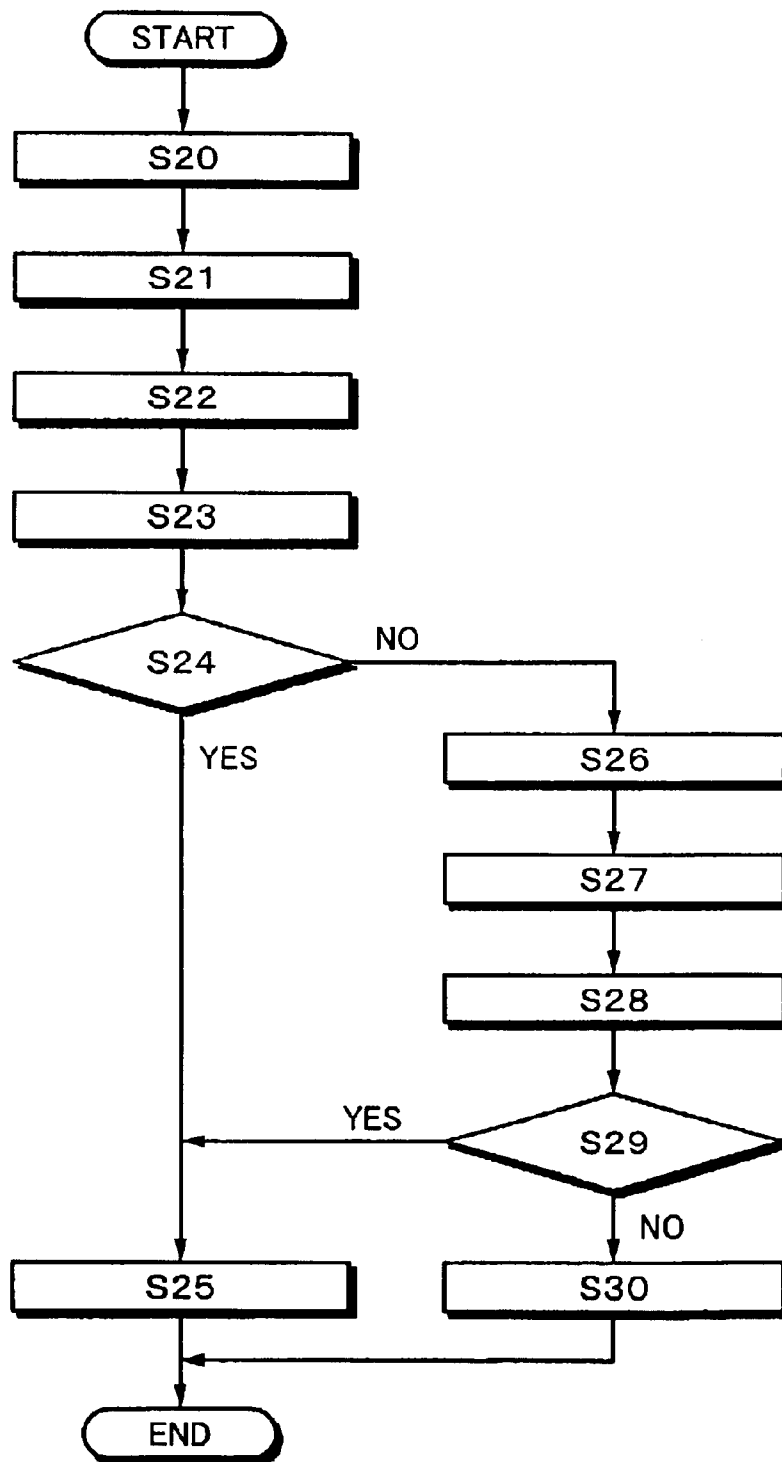 START
S20
S21
S22
S23
S24
NO
YES
S26
S27
S28
S29
YES
NO
S25
S30
END